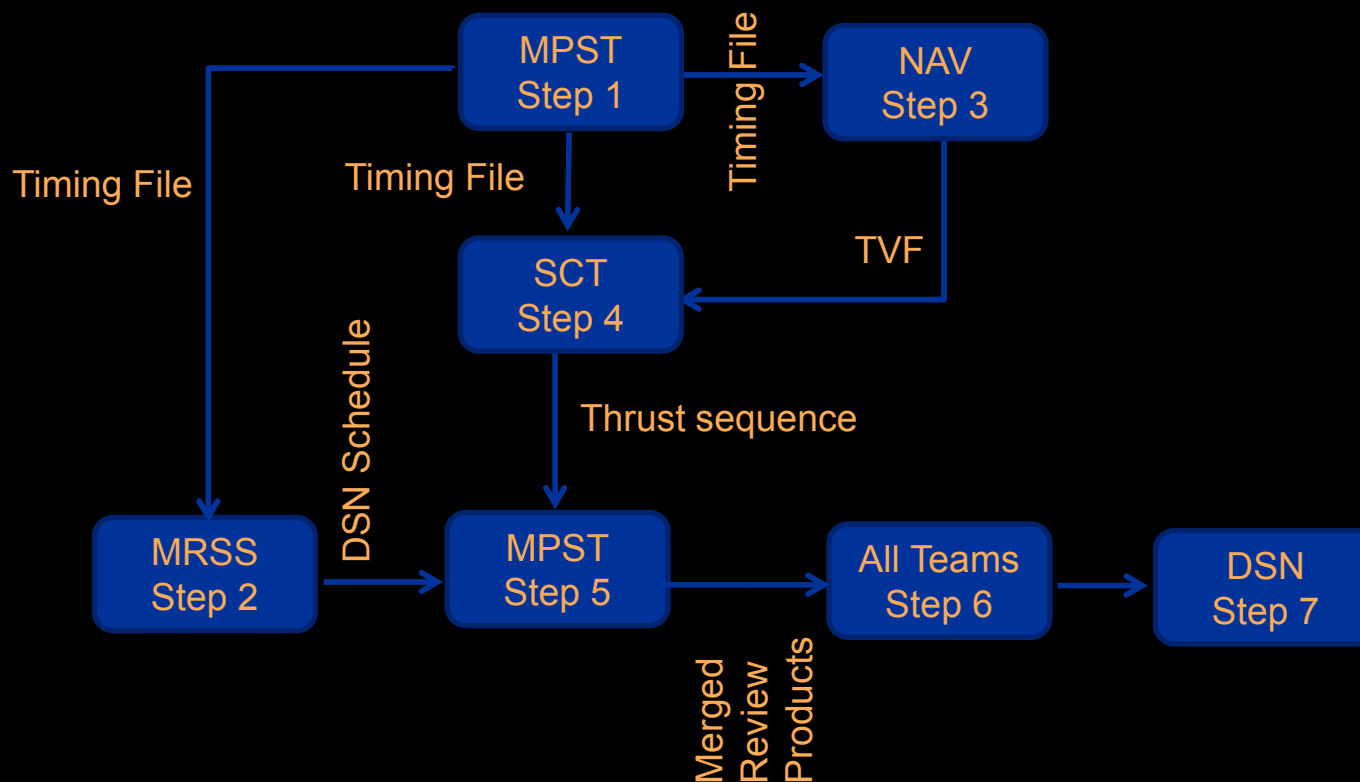 MPST
Step 1
Timing File
NAV
Step 3
Timing File
Timing File
TVF
SCT
Step 4
DSN Schedule
Thrust sequence
MRSS
Step 2
MPST
Step 5
All Teams
Step 6
DSN
Step 7
Merged
Review
Products